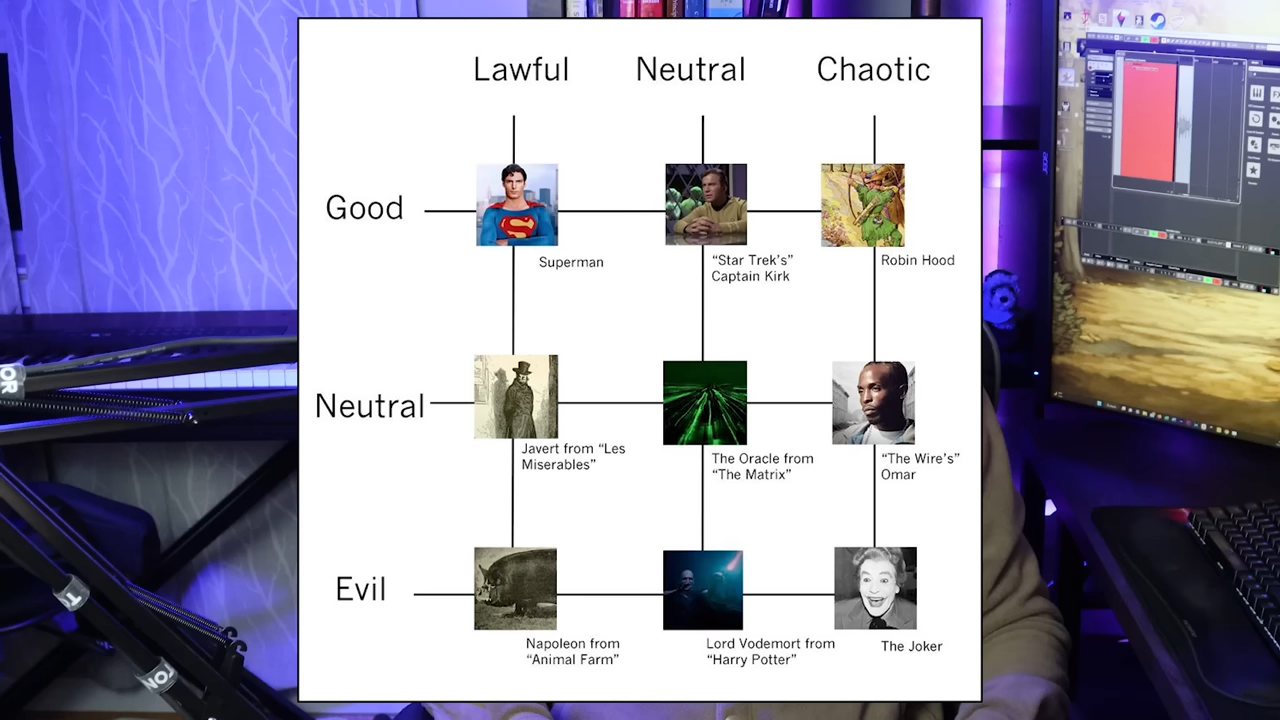 Lawful Neutral Chaotic
Good
Superman
“Star Trek’s”
Captain Kirk
Robin Hood
Neutral
Javert from “Les
Miserables”
The Oracle from
“The Matrix”
“The Wire’s”
Omar
Evil
Napoleon from
“Animal Farm”
Lord Vodemort from
“Harry Potter”
The Joker
acer